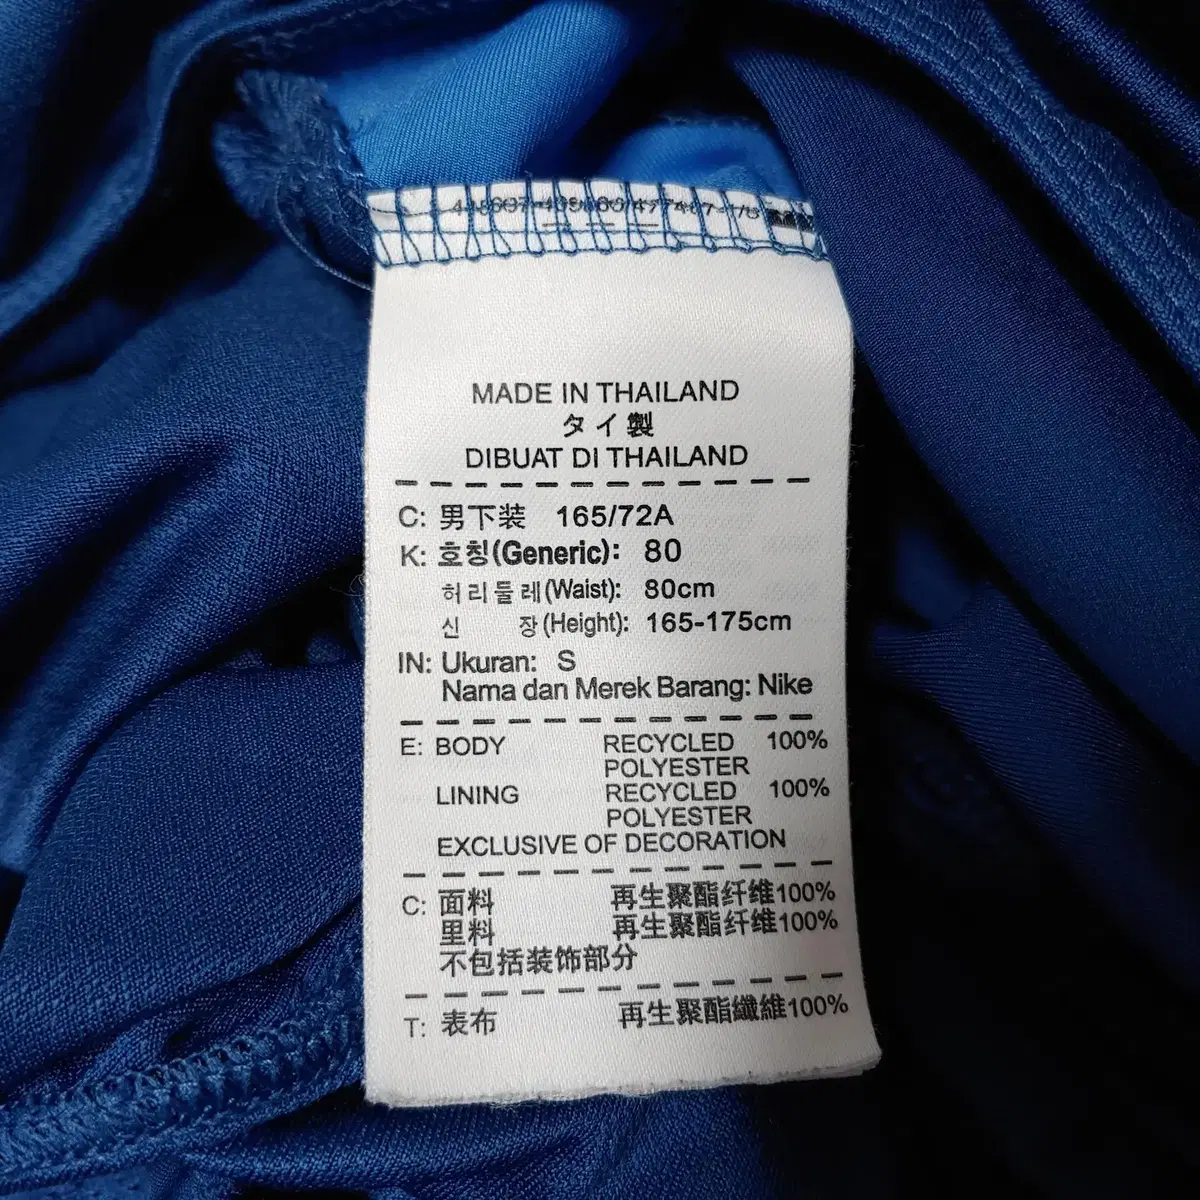 MADE IN THAILAND
タイ製
DIBUAT DI THAILAND
C: 男下装 165/72A
K: 호칭(Generic): 80
허리둘레(Waist): 80cm
신 장(Height): 165-175cm
IN: Ukuran: S
Nama dan Merek Barang: Nike
E: BODY RECYCLED 100%
POLYESTER
LINING RECYCLED 100%
POLYESTER
EXCLUSIVE OF DECORATION
C: 面料 再生聚酯纤维100%
里料 再生聚酯纤维100%
不包括装饰部分
T: 表布 再生聚酯纖維100%